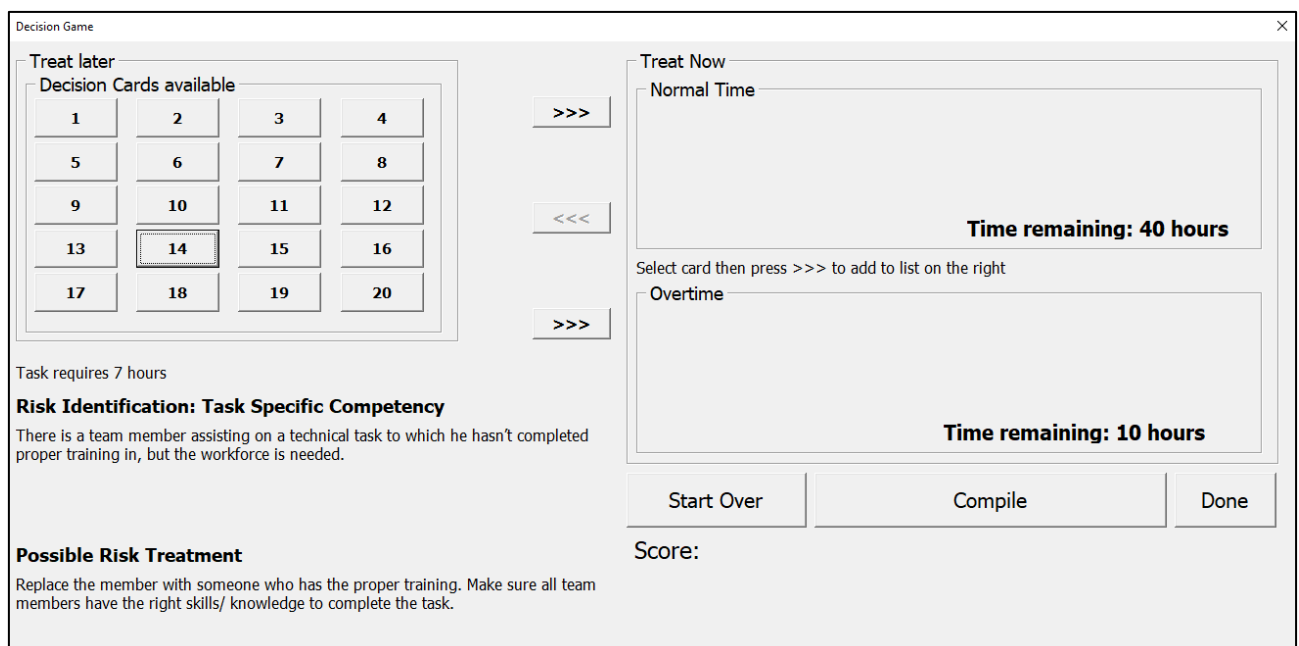 Decision Game
Treat later
Decision Cards available
1 2 3 4
5 6 7 8
9 10 11 12
13 14 15 16
17 18 19 20
>>>
<<<
>>>
Task requires 7 hours
Risk Identification: Task Specific Competency
There is a team member assisting on a technical task to which he hasn’t completed
proper training in, but the workforce is needed.
Possible Risk Treatment
Replace the member with someone who has the proper training. Make sure all team
members have the right skills/ knowledge to complete the task.
Treat Now
Normal Time
Time remaining: 40 hours
Select card then press >>> to add to list on the right
Overtime
Time remaining: 10 hours
Start Over Compile Done
Score: